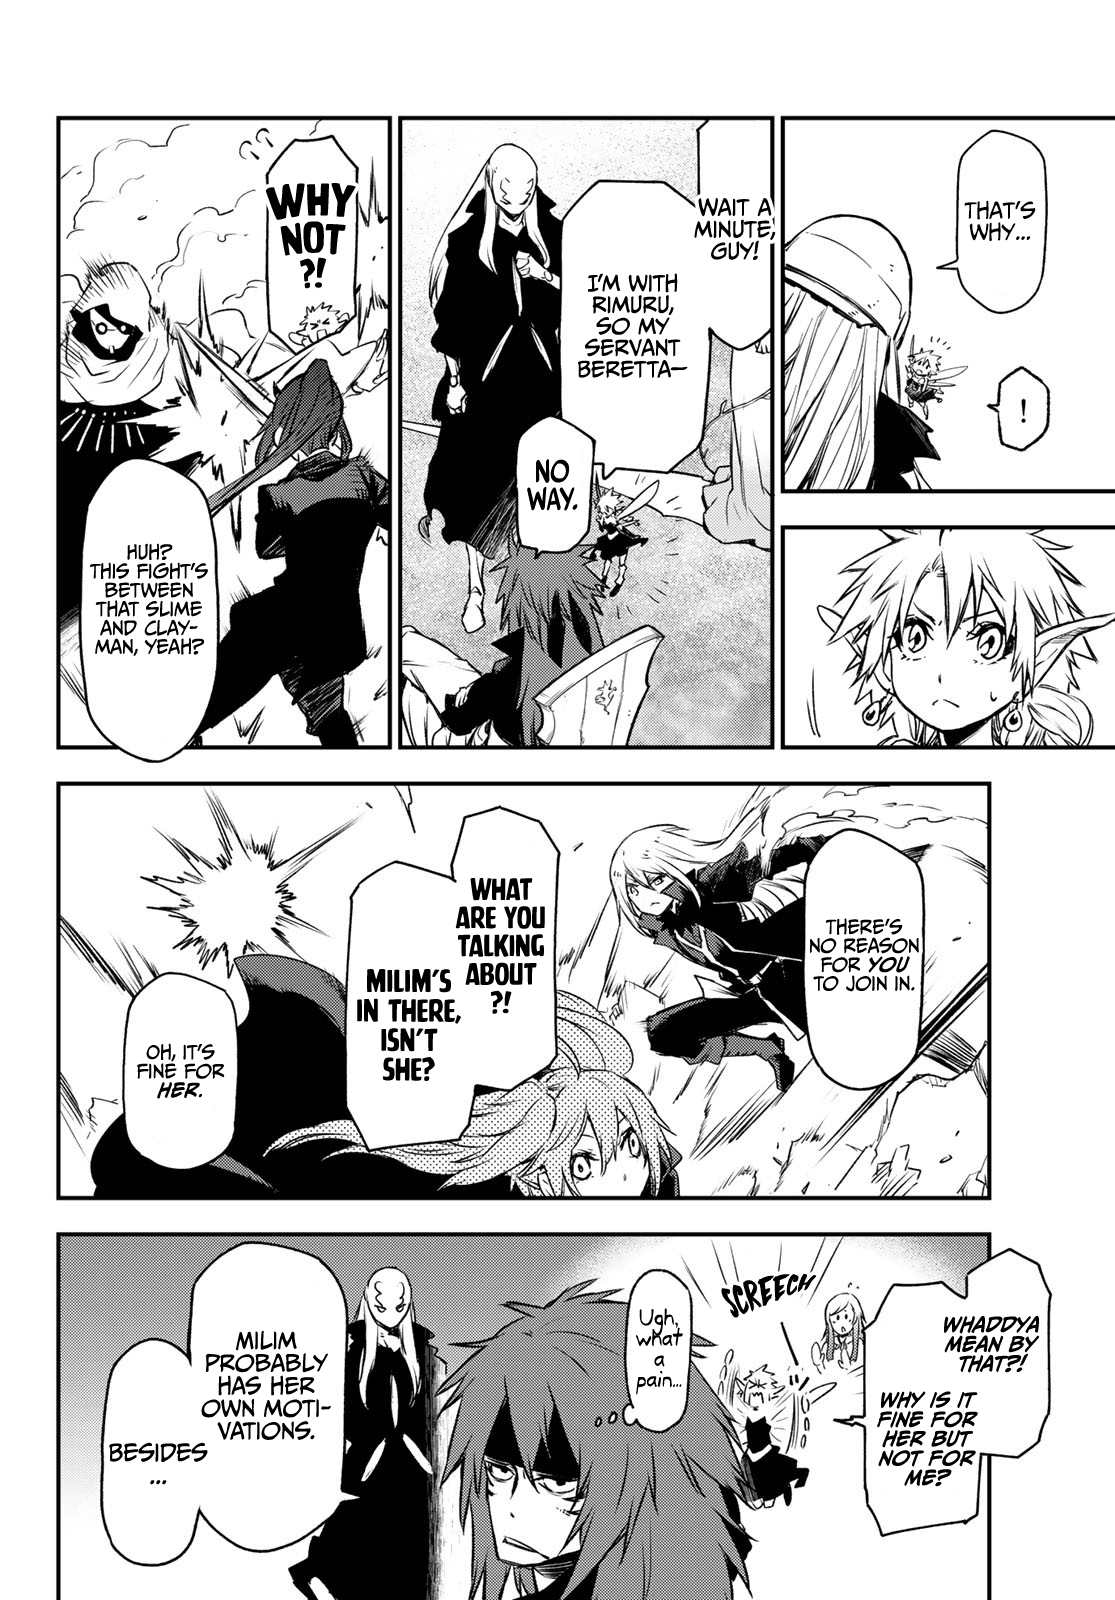 THAT'S
WHY...
!
WAIT A
MINUTE,
GUY!
I'M WITH
RIMURU,
SO MY
SERVANT
BERETTA–
NO
WAY.
WHY
NOT
?!
HUH?
THIS FIGHT'S
BETWEEN
THAT SLIME
AND CLAY-
MAN, YEAH?
THERE'S
NO REASON
FOR YOU
TO JOIN IN.
WHAT
ARE YOU
TALKING
ABOUT
?!
MILIM'S
IN THERE,
ISN'T
SHE?
OH, IT'S
FINE FOR
HER.
WHADDYA
MEAN BY
THAT?!
WHY IS IT
FINE FOR
HER BUT
NOT FOR
ME?
SCREECH
Ugh,
what
a
pain...
MILIM
PROBABLY
HAS HER
OWN MOTI-
VATIONS.
BESIDES
...